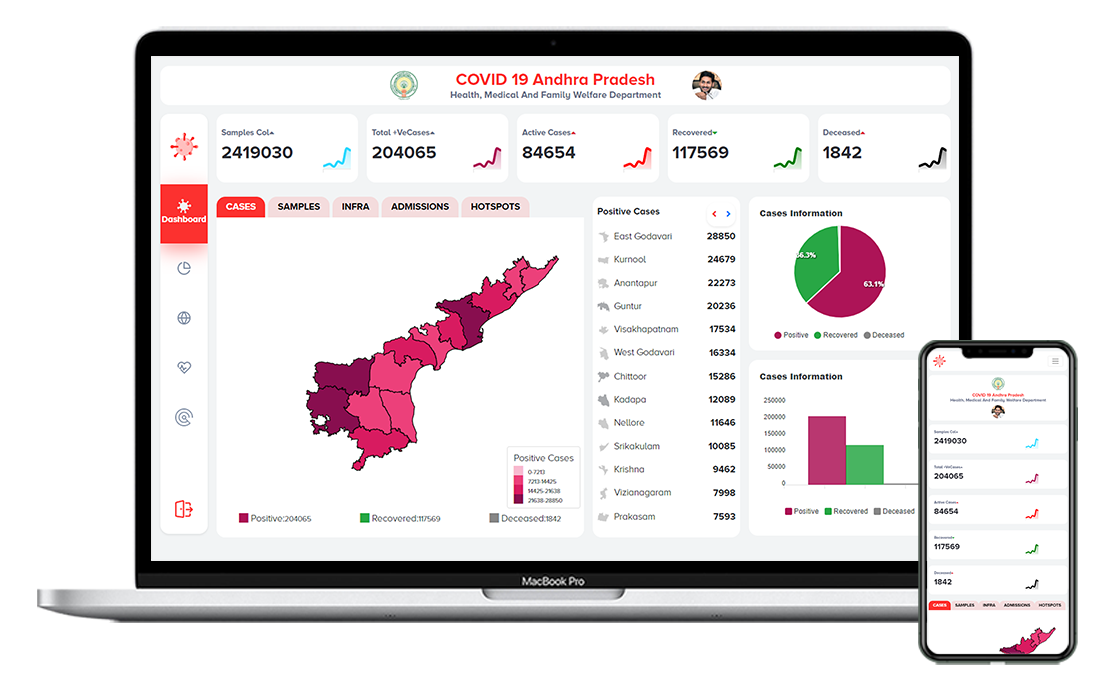 COVID 19 Andhra Pradesh
Health, Medical And Family Welfare Department
Samples Col
2419030
Total +VeCases
204065
Active Cases
84654
Recovered
117569
Deceased
1842
Dashboard
CASES
SAMPLES
INFRA
ADMISSIONS
HOTSPOTS
Positive Cases
0-7213
7213-14425
14425-21638
21638-28850
Positive:204065
Recovered:117569
Deceased:1842
Positive Cases
East Godavari 28850
Kurnool 24679
Anantapur 22273
Guntur 20236
Visakhapatnam 17534
West Godavari 16334
Chittoor 15286
Kadapa 12089
Nellore 11646
Srikakulam 10085
Krishna 9462
Vizianagaram 7998
Prakasam 7593
Cases Information
36.3%
63.1%
Positive
Recovered
Deceased
Cases Information
250000
200000
150000
100000
50000
0
Positive
Recovered
Deceased
MacBook Pro
COVID 19 Andhra Pradesh
Health, Medical And Family Welfare Department
Samples Col
2419030
Total +VeCases
204065
Active Cases
84654
Recovered
117569
Deceased
1842
CASES
SAMPLES
INFRA
ADMISSIONS
HOTSPOTS